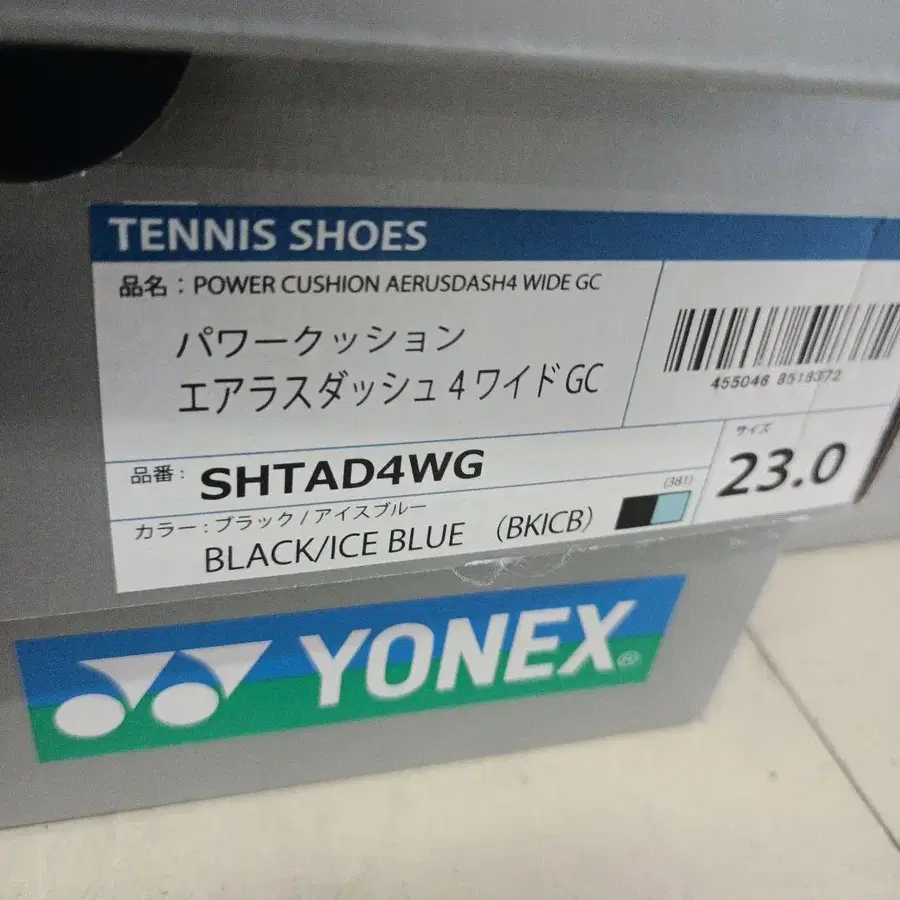 TENNIS SHOES
品名：POWER CUSHION AERUSDASH4 WIDE GC
パワークッション
エアラスダッシュ 4 ワイド GC
455046 8518372
品番： SHTAD4WG
サイズ
23.0
カラー：ブラック / アイスブルー
(381)
BLACK/ICE BLUE （BKICB）
YONEX®